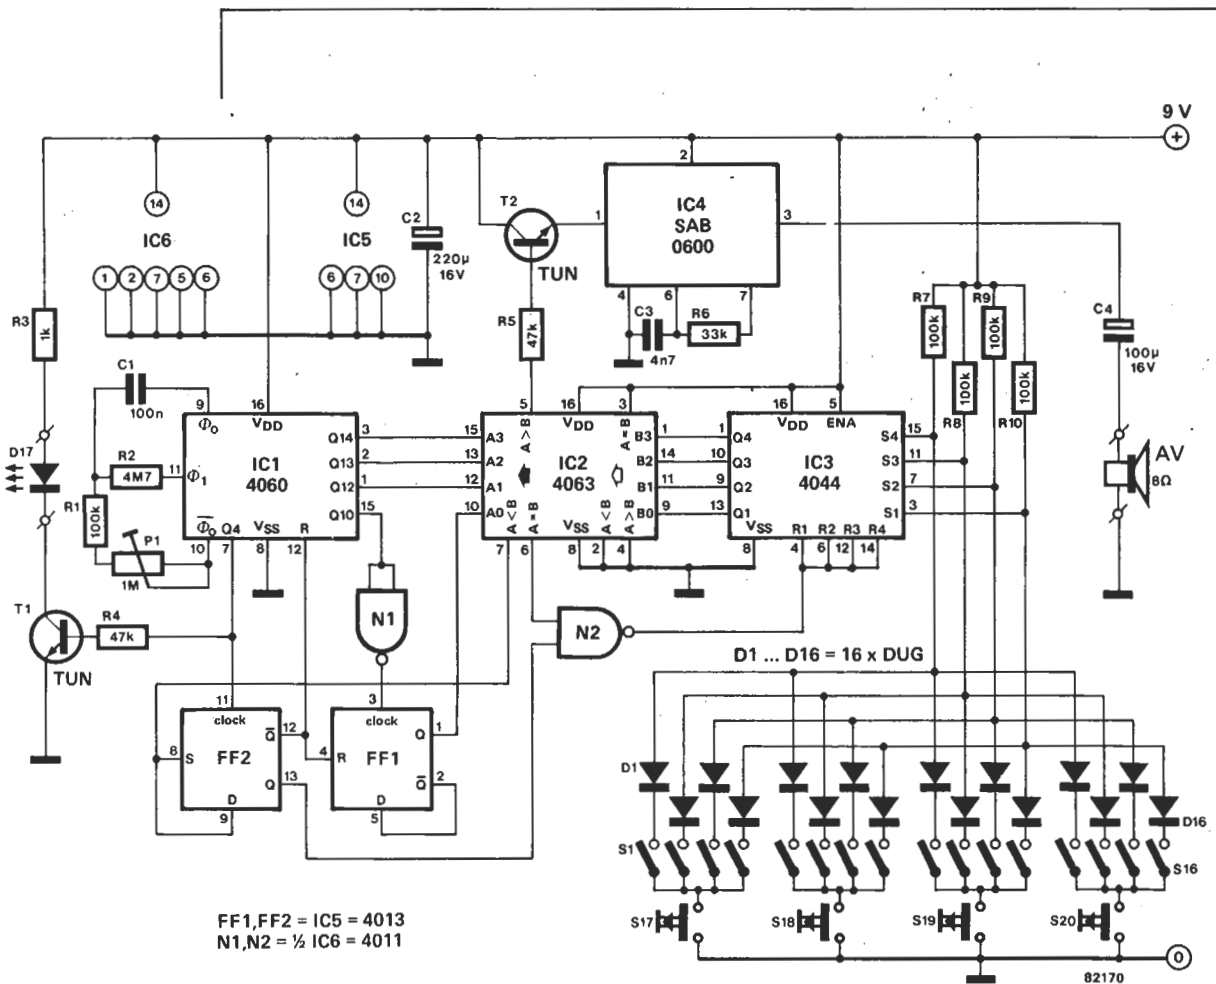 9 V
+
14
IC6
1 2 7 5 6
14
IC5
6 7 10
C2
220µ
16V
T2
TUN
R5
47k
1
2
3
IC4
SAB
0600
4
6
7
C3
4n7
R6
33k
R3
1k
C1
100n
R2
4M7
R1
100k
P1
1M
D17
9
16
Φ0
VDD
11
Φ1
IC1
4060
Q14 3
Q13 2
Q12 1
Q10 15
Φ0 Q4 VSS R
10 7 8 12
5 16 3
A > B
VDD
A = B
15 A3
13 A2
12 A1
10 A0
IC2
4063
B3 1
B2 14
B1 11
B0 9
A < B
A = B
VSS
A < B
A > B
7 6 8 2 4
16 5
VDD ENA
1 Q4
10 Q3
9 Q2
13 Q1
IC3
4044
S4 15
S3 11
S2 7
S1 3
VSS R1 R2 R3 R4
8 4 6 12 14
R7
100k
R9
100k
R8
100k
R10
100k
C4
100µ
16V
AV
8Ω
T1
TUN
R4
47k
N1
N2
D1 ... D16 = 16 x DUG
11
clock
8 S
FF2
Q 12
Q 13
D
9
3
clock
4 R
FF1
Q 1
Q 2
D
5
D1
D16
S1
S16
S17
S18
S19
S20
0
82170
FF1,FF2 = IC5 = 4013
N1,N2 = ½ IC6 = 4011